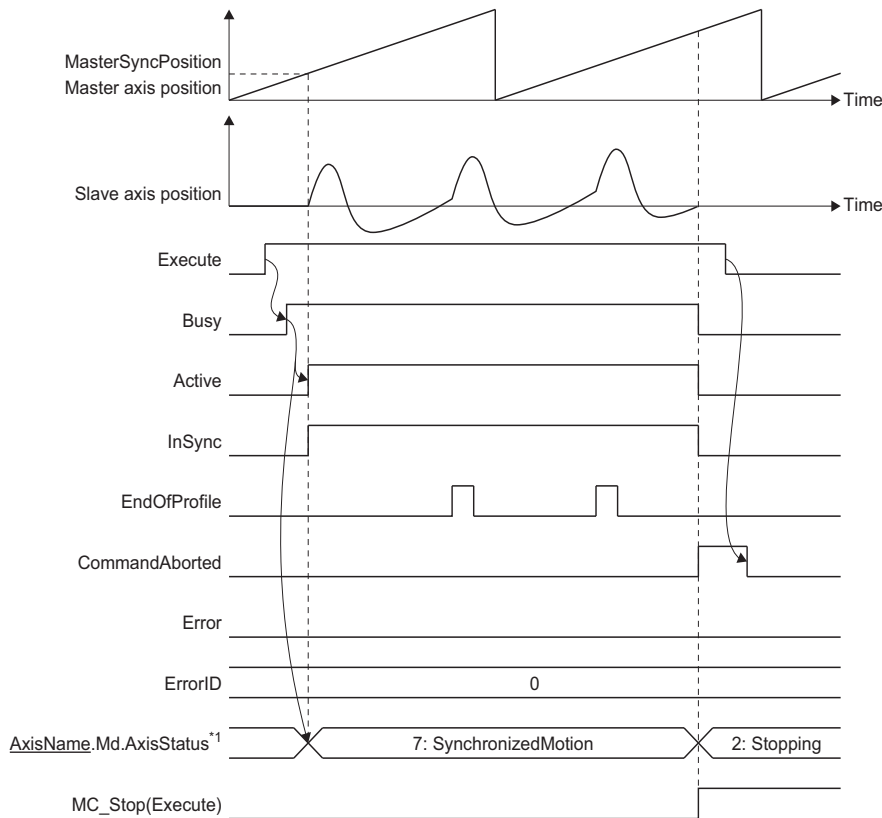 MasterSyncPosition
Master axis position
Time
Slave axis position
Time
Execute
Busy
Active
InSync
EndOfProfile
CommandAborted
Error
ErrorID
0
AxisName.Md.AxisStatus*1
7: SynchronizedMotion
2: Stopping
MC_Stop(Execute)